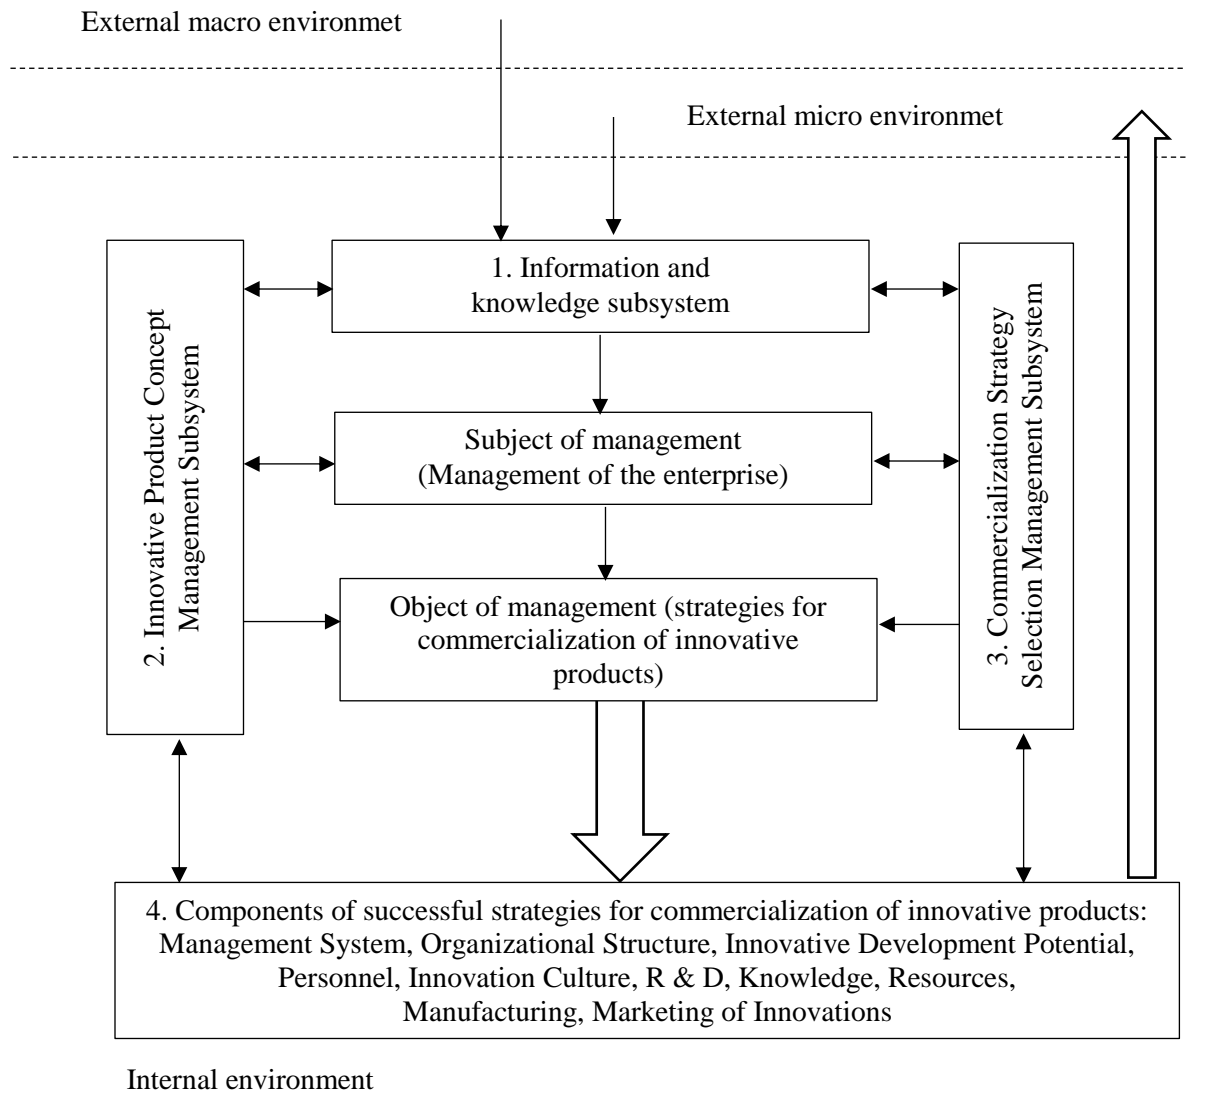 External macro environmet
External micro environmet
1. Information and
knowledge subsystem
2. Innovative Product Concept
Management Subsystem
3. Commercialization Strategy
Selection Management Subsystem
Subject of management
(Management of the enterprise)
Object of management (strategies for
commercialization of innovative
products)
4. Components of successful strategies for commercialization of innovative products:
Management System, Organizational Structure, Innovative Development Potential,
Personnel, Innovation Culture, R & D, Knowledge, Resources,
Manufacturing, Marketing of Innovations
Internal environment